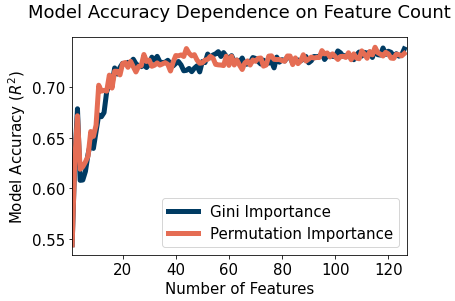 Model Accuracy Dependence on Feature Count
Model Accuracy (R²)
0.70
0.65
0.60
0.55
Gini Importance
Permutation Importance
20 40 60 80 100 120
Number of Features